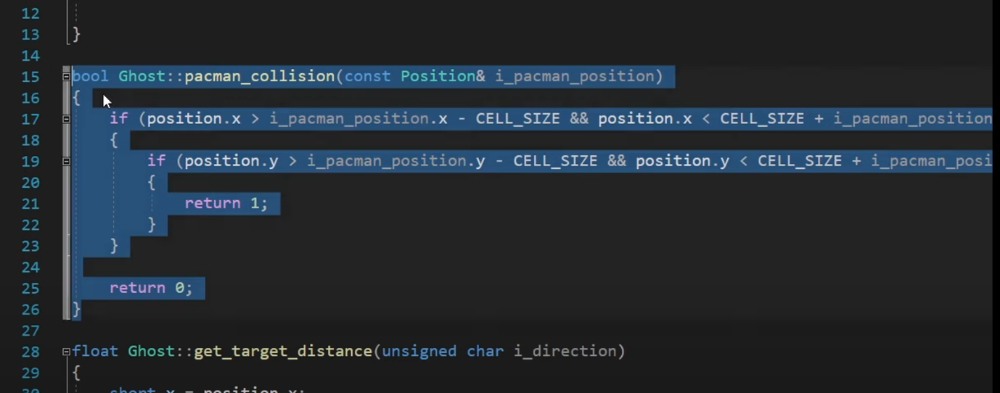 12
13 }
14
15 bool Ghost::pacman_collision(const Position& i_pacman_position)
16 {
17 if (position.x > i_pacman_position.x - CELL_SIZE && position.x < CELL_SIZE + i_pacman_position
18 {
19 if (position.y > i_pacman_position.y - CELL_SIZE && position.y < CELL_SIZE + i_pacman_posi
20 {
21 return 1;
22 }
23 }
24
25 return 0;
26 }
27
28 float Ghost::get_target_distance(unsigned char i_direction)
29 {
30 short x = position.x;